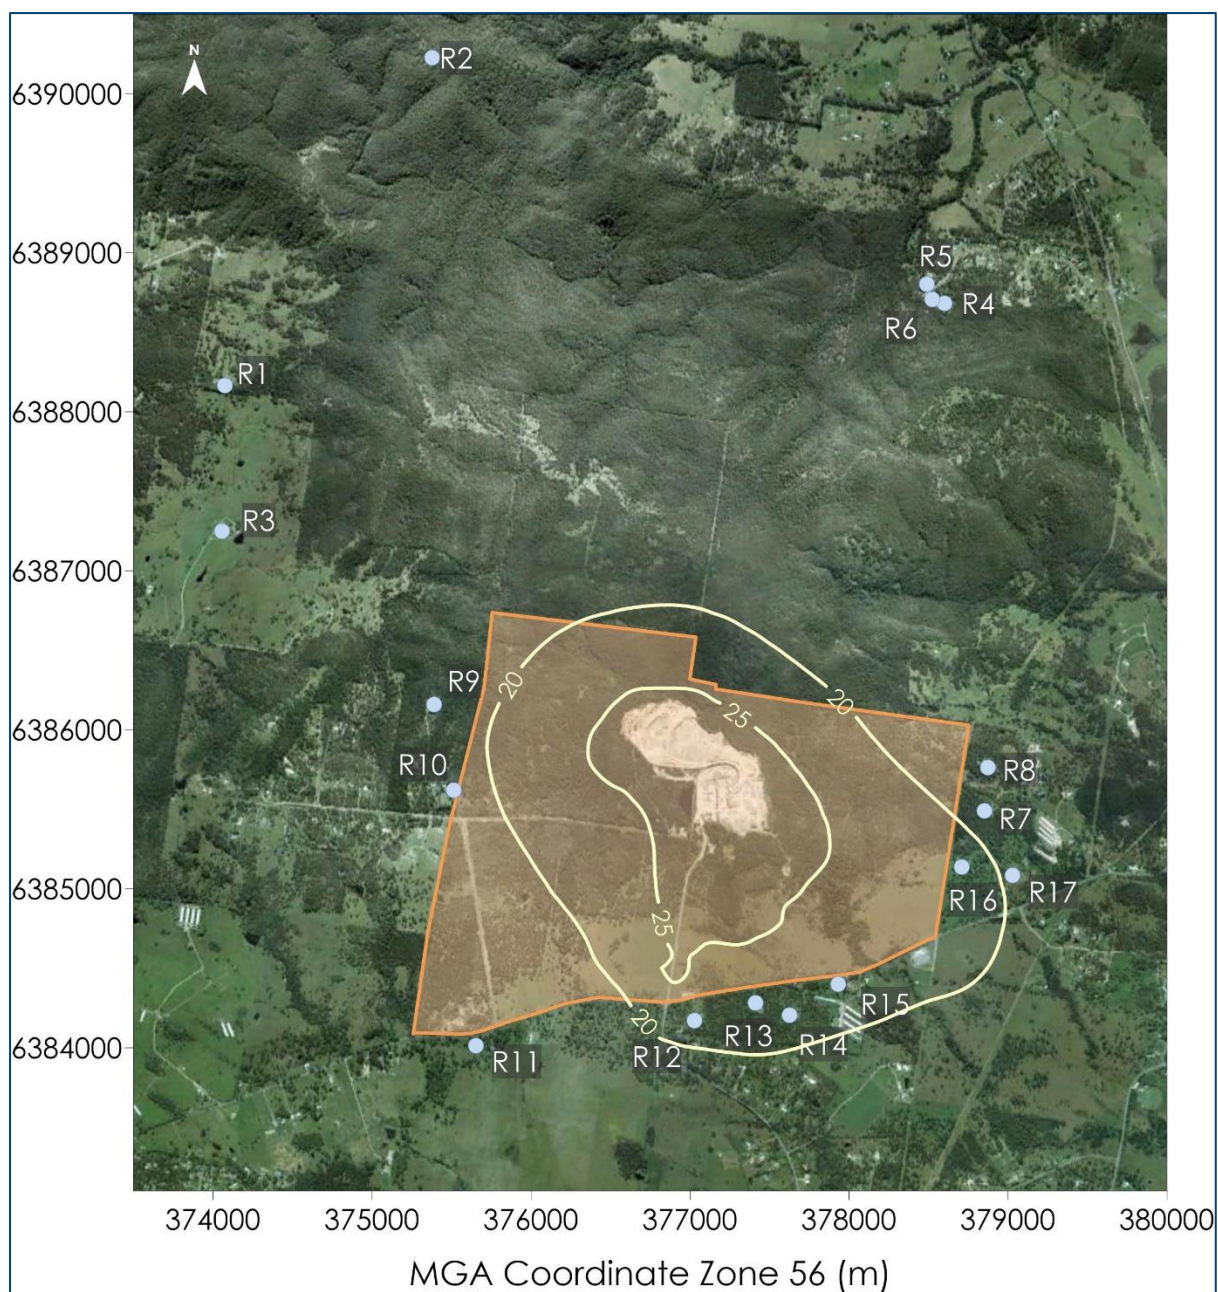 N
R2
6390000
6389000
R5
R4
R6
R1
6388000
R3
6387000
20
R9
20
25
6386000
R10
R8
R7
6385000
R16
R17
25
R15
20
R13
R14
R12
6384000
R11
374000 375000 376000 377000 378000 379000 380000
MGA Coordinate Zone 56 (m)